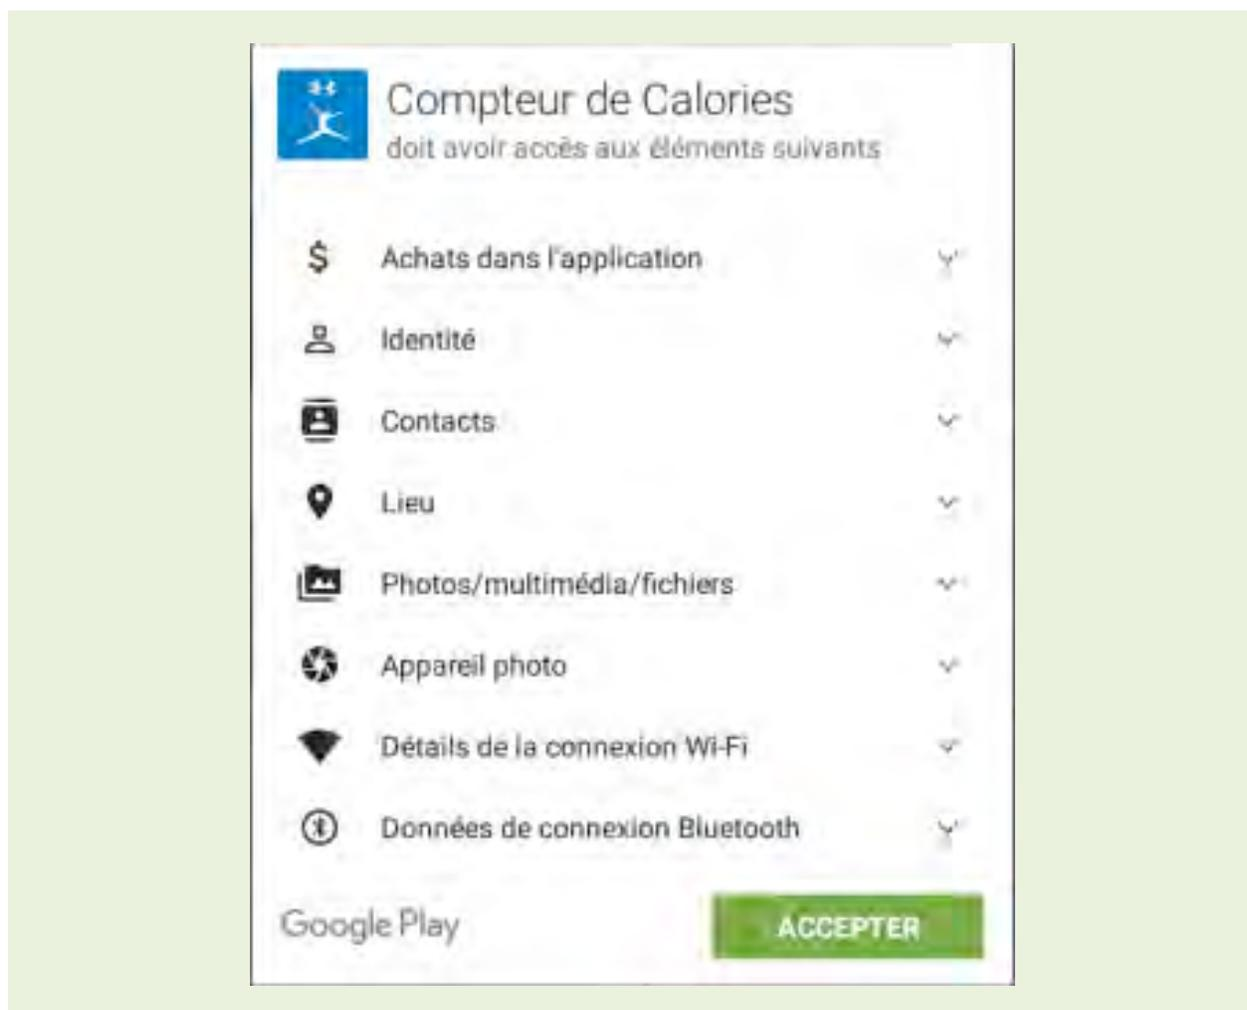 Compteur de Calories
doit avoir accès aux éléments suivants
$ Achats dans l'application
Identité
Contacts
Lieu
Photos/multimédia/fichiers
Appareil photo
Détails de la connexion Wi-Fi
Données de connexion Bluetooth
Google Play
ACCEPTER